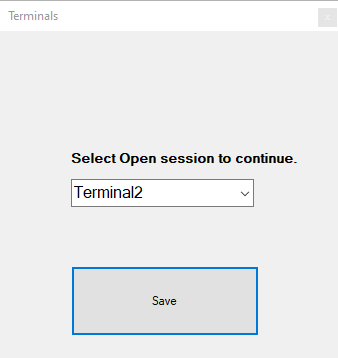 Terminals
Select Open session to continue.
Terminal2
Save